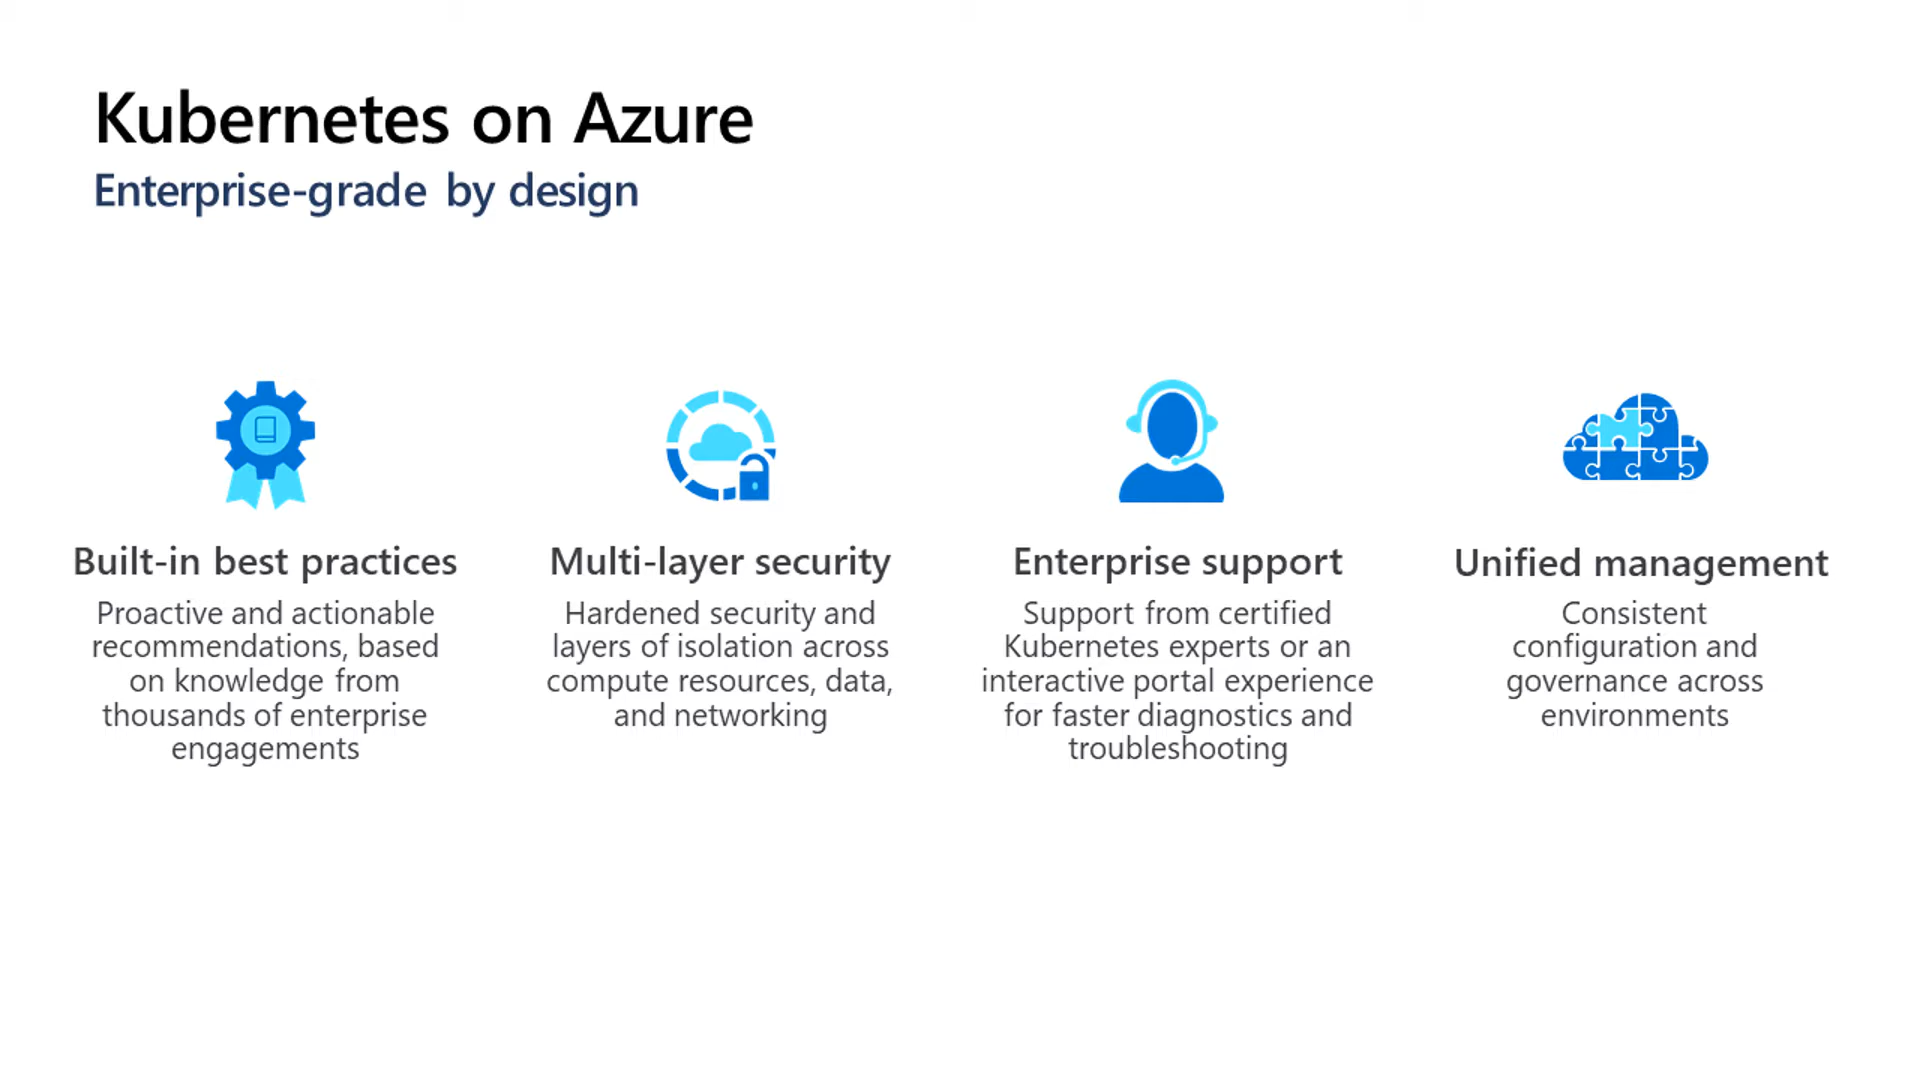 Kubernetes on Azure
Enterprise-grade by design
Built-in best practices
Proactive and actionable
recommendations, based
on knowledge from
thousands of enterprise
engagements
Multi-layer security
Hardened security and
layers of isolation across
compute resources, data,
and networking
Enterprise support
Support from certified
Kubernetes experts or an
interactive portal experience
for faster diagnostics and
troubleshooting
Unified management
Consistent
configuration and
governance across
environments